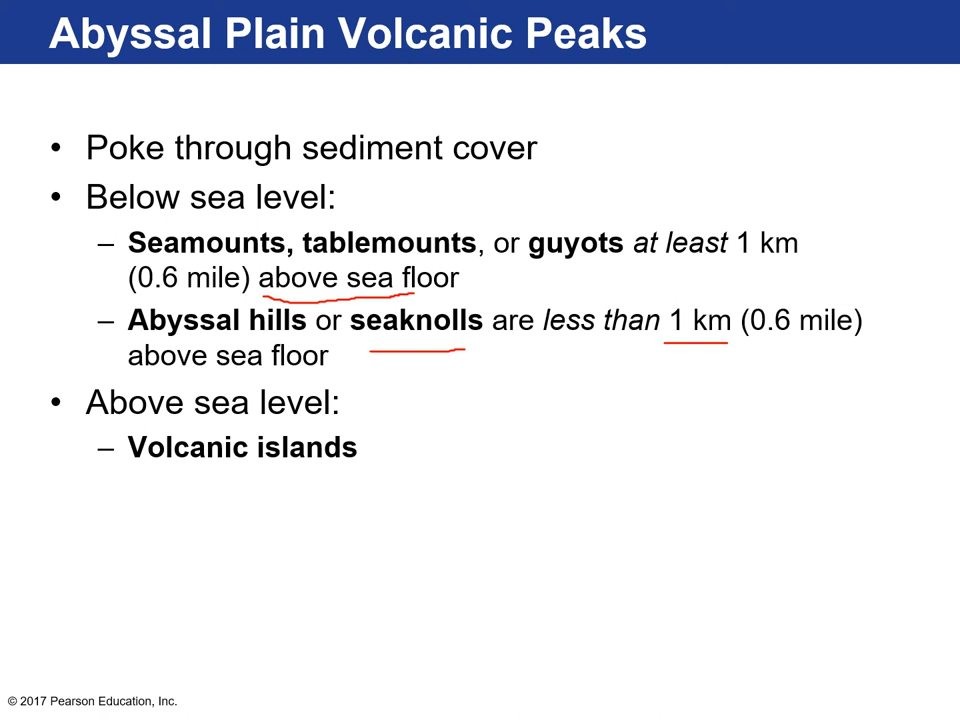 Abyssal Plain Volcanic Peaks
• Poke through sediment cover
• Below sea level:
– Seamounts, tablemounts, or guyots at least 1 km
(0.6 mile) above sea floor
– Abyssal hills or seaknolls are less than 1 km (0.6 mile)
above sea floor
• Above sea level:
– Volcanic islands
© 2017 Pearson Education, Inc.